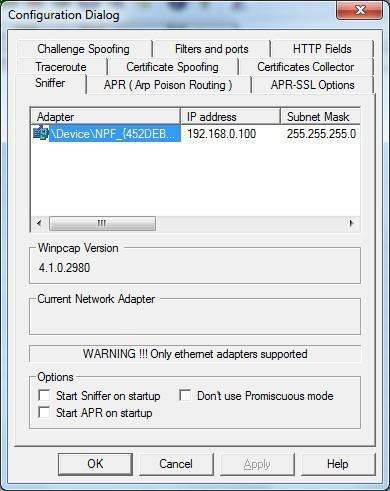 Configuration Dialog
Challenge Spoofing Filters and ports HTTP Fields
Traceroute Certificate Spoofing Certificates Collector
Sniffer APR ( Arp Poison Routing ) APR-SSL Options
Adapter IP address Subnet Mask
\Device\NPF_{452DEB... 192.168.0.100 255.255.255.0
Winpcap Version
4.1.0.2980
Current Network Adapter
WARNING !!! Only ethernet adapters supported
Options
Start Sniffer on startup Don't use Promiscuous mode
Start APR on startup
OK Cancel Apply Help